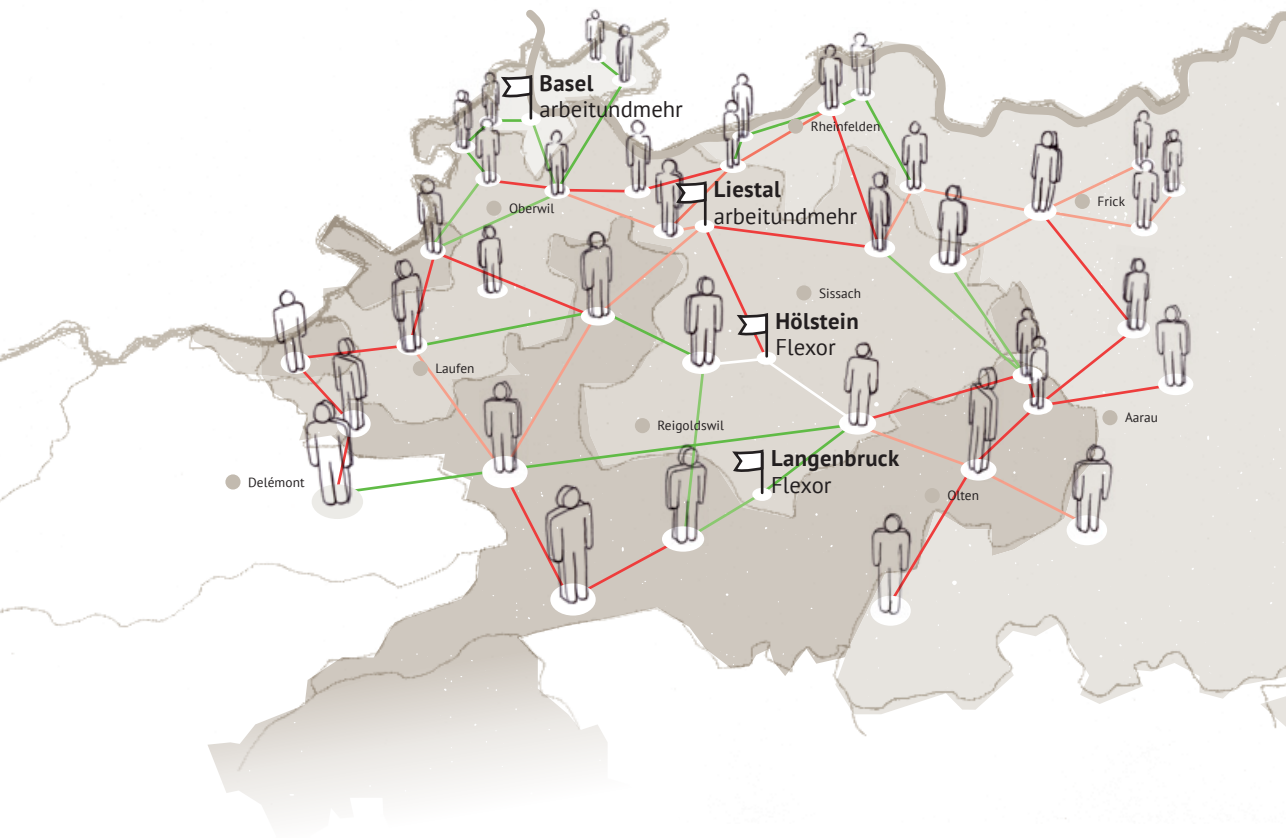 Basel
arbeitundmehr
Rheinfelden
Liestal
arbeitundmehr
Oberwil
Frick
Sissach
Hölstein
Flexor
Laufen
Reigoldswil
Aarau
Langenbruck
Flexor
Delémont
Olten